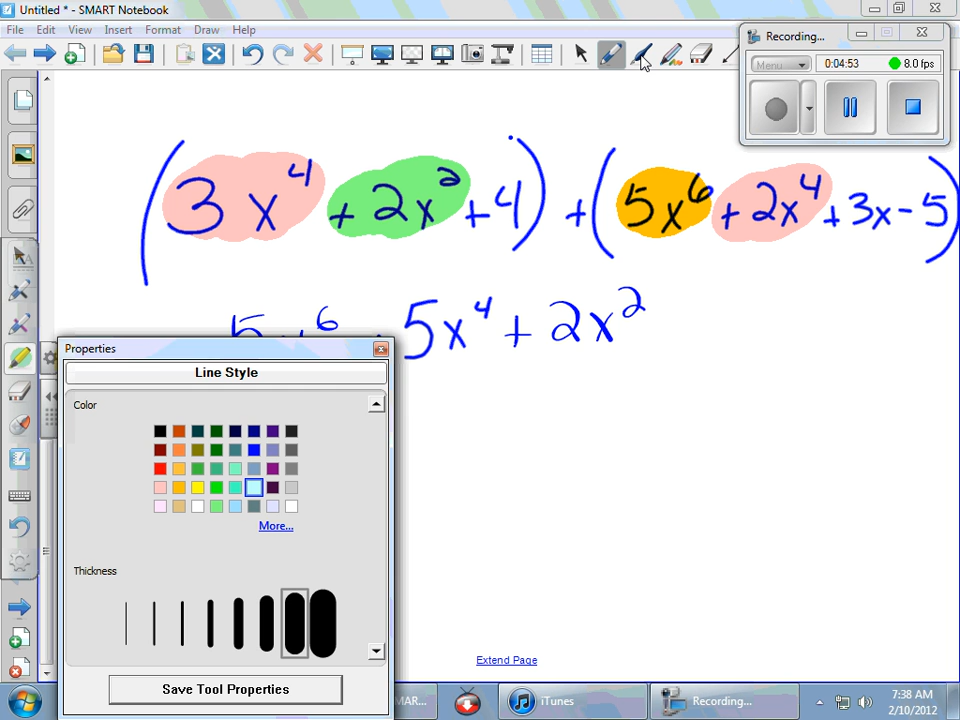 Untitled * - SMART Notebook
File Edit View Insert Format Draw Help
Recording...
Menu 0:04:53 8.0 fps
(3x⁴ + 2x² + 4) + (5x⁶ + 2x⁴ + 3x - 5)
5x⁶ + 5x⁴ + 2x²
Properties
Line Style
Color
More...
Thickness
Save Tool Properties
Extend Page
MAR... iTunes Recording... 7:38 AM
2/10/2012